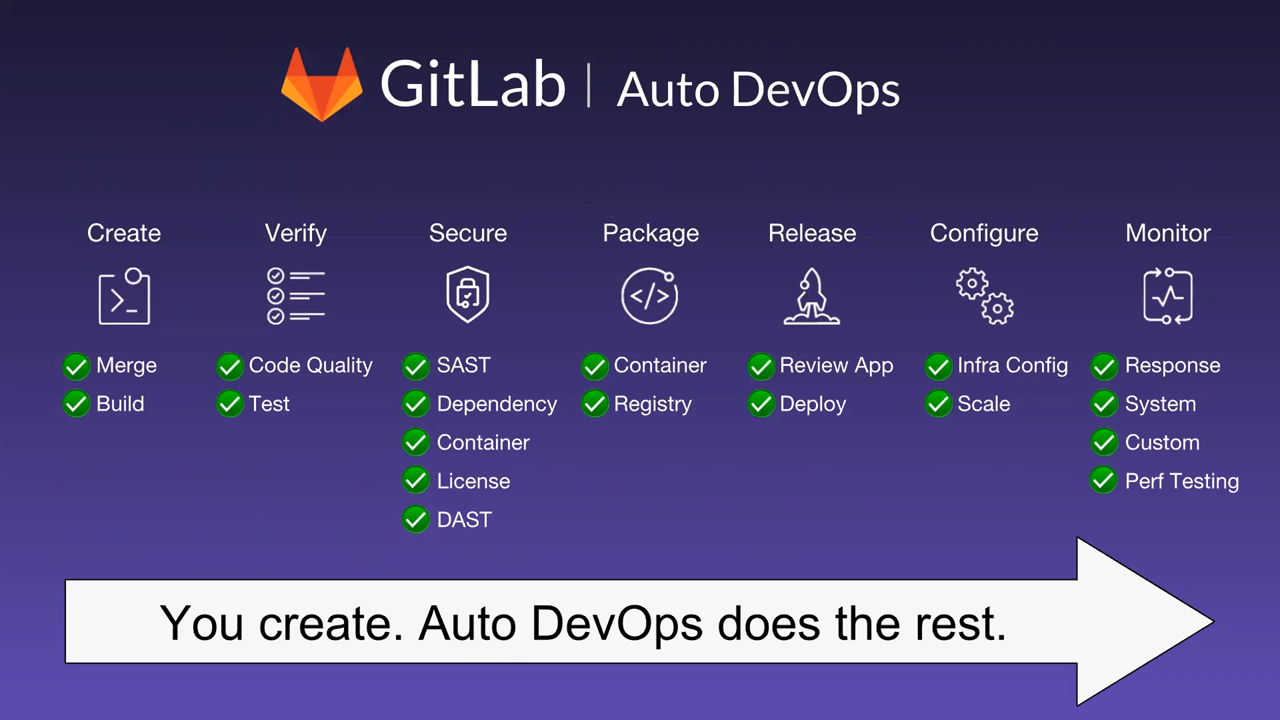 GitLab | Auto DevOps
Create
Merge
Build
Verify
Code Quality
Test
Secure
SAST
Dependency
Container
License
DAST
Package
Container
Registry
Release
Review App
Deploy
Configure
Infra Config
Scale
Monitor
Response
System
Custom
Perf Testing
You create. Auto DevOps does the rest.